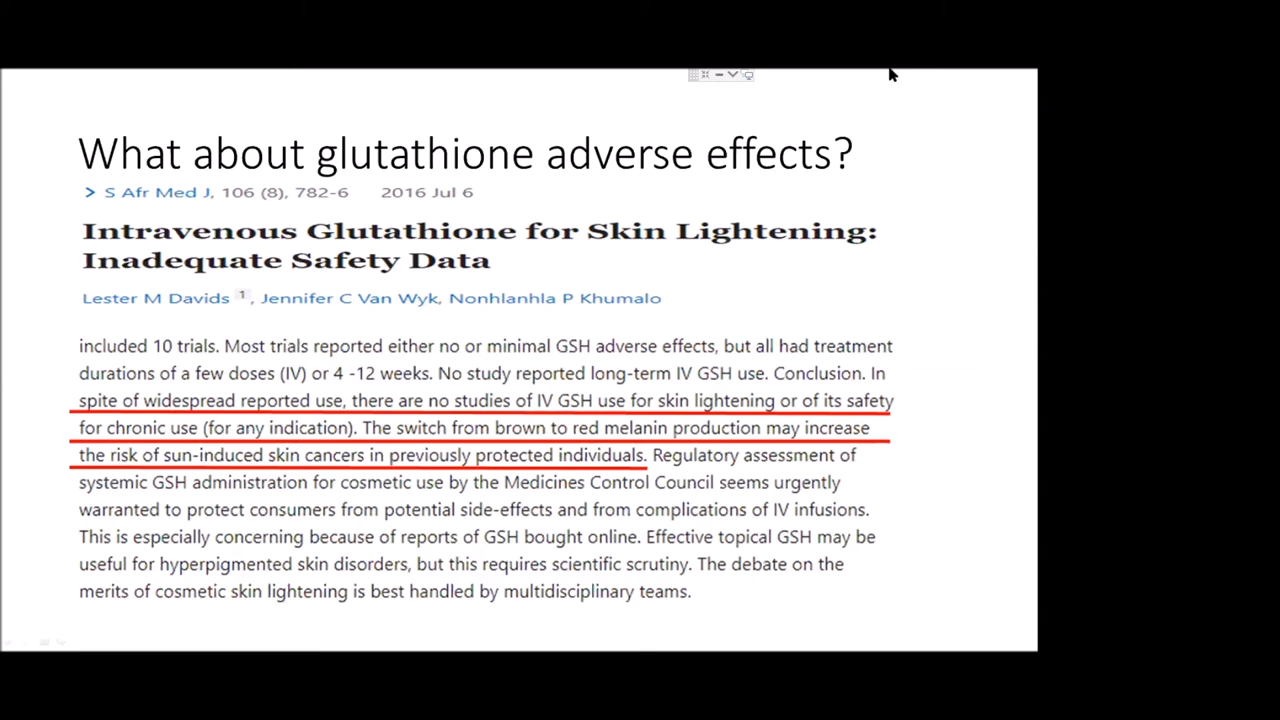 What about glutathione adverse effects?
> S Afr Med J, 106 (8), 782-6 2016 Jul 6
Intravenous Glutathione for Skin Lightening:
Inadequate Safety Data
Lester M Davids 1, Jennifer C Van Wyk, Nonhlanhla P Khumalo
included 10 trials. Most trials reported either no or minimal GSH adverse effects, but all had treatment
durations of a few doses (IV) or 4 -12 weeks. No study reported long-term IV GSH use. Conclusion. In
spite of widespread reported use, there are no studies of IV GSH use for skin lightening or of its safety
for chronic use (for any indication). The switch from brown to red melanin production may increase
the risk of sun-induced skin cancers in previously protected individuals. Regulatory assessment of
systemic GSH administration for cosmetic use by the Medicines Control Council seems urgently
warranted to protect consumers from potential side-effects and from complications of IV infusions.
This is especially concerning because of reports of GSH bought online. Effective topical GSH may be
useful for hyperpigmented skin disorders, but this requires scientific scrutiny. The debate on the
merits of cosmetic skin lightening is best handled by multidisciplinary teams.